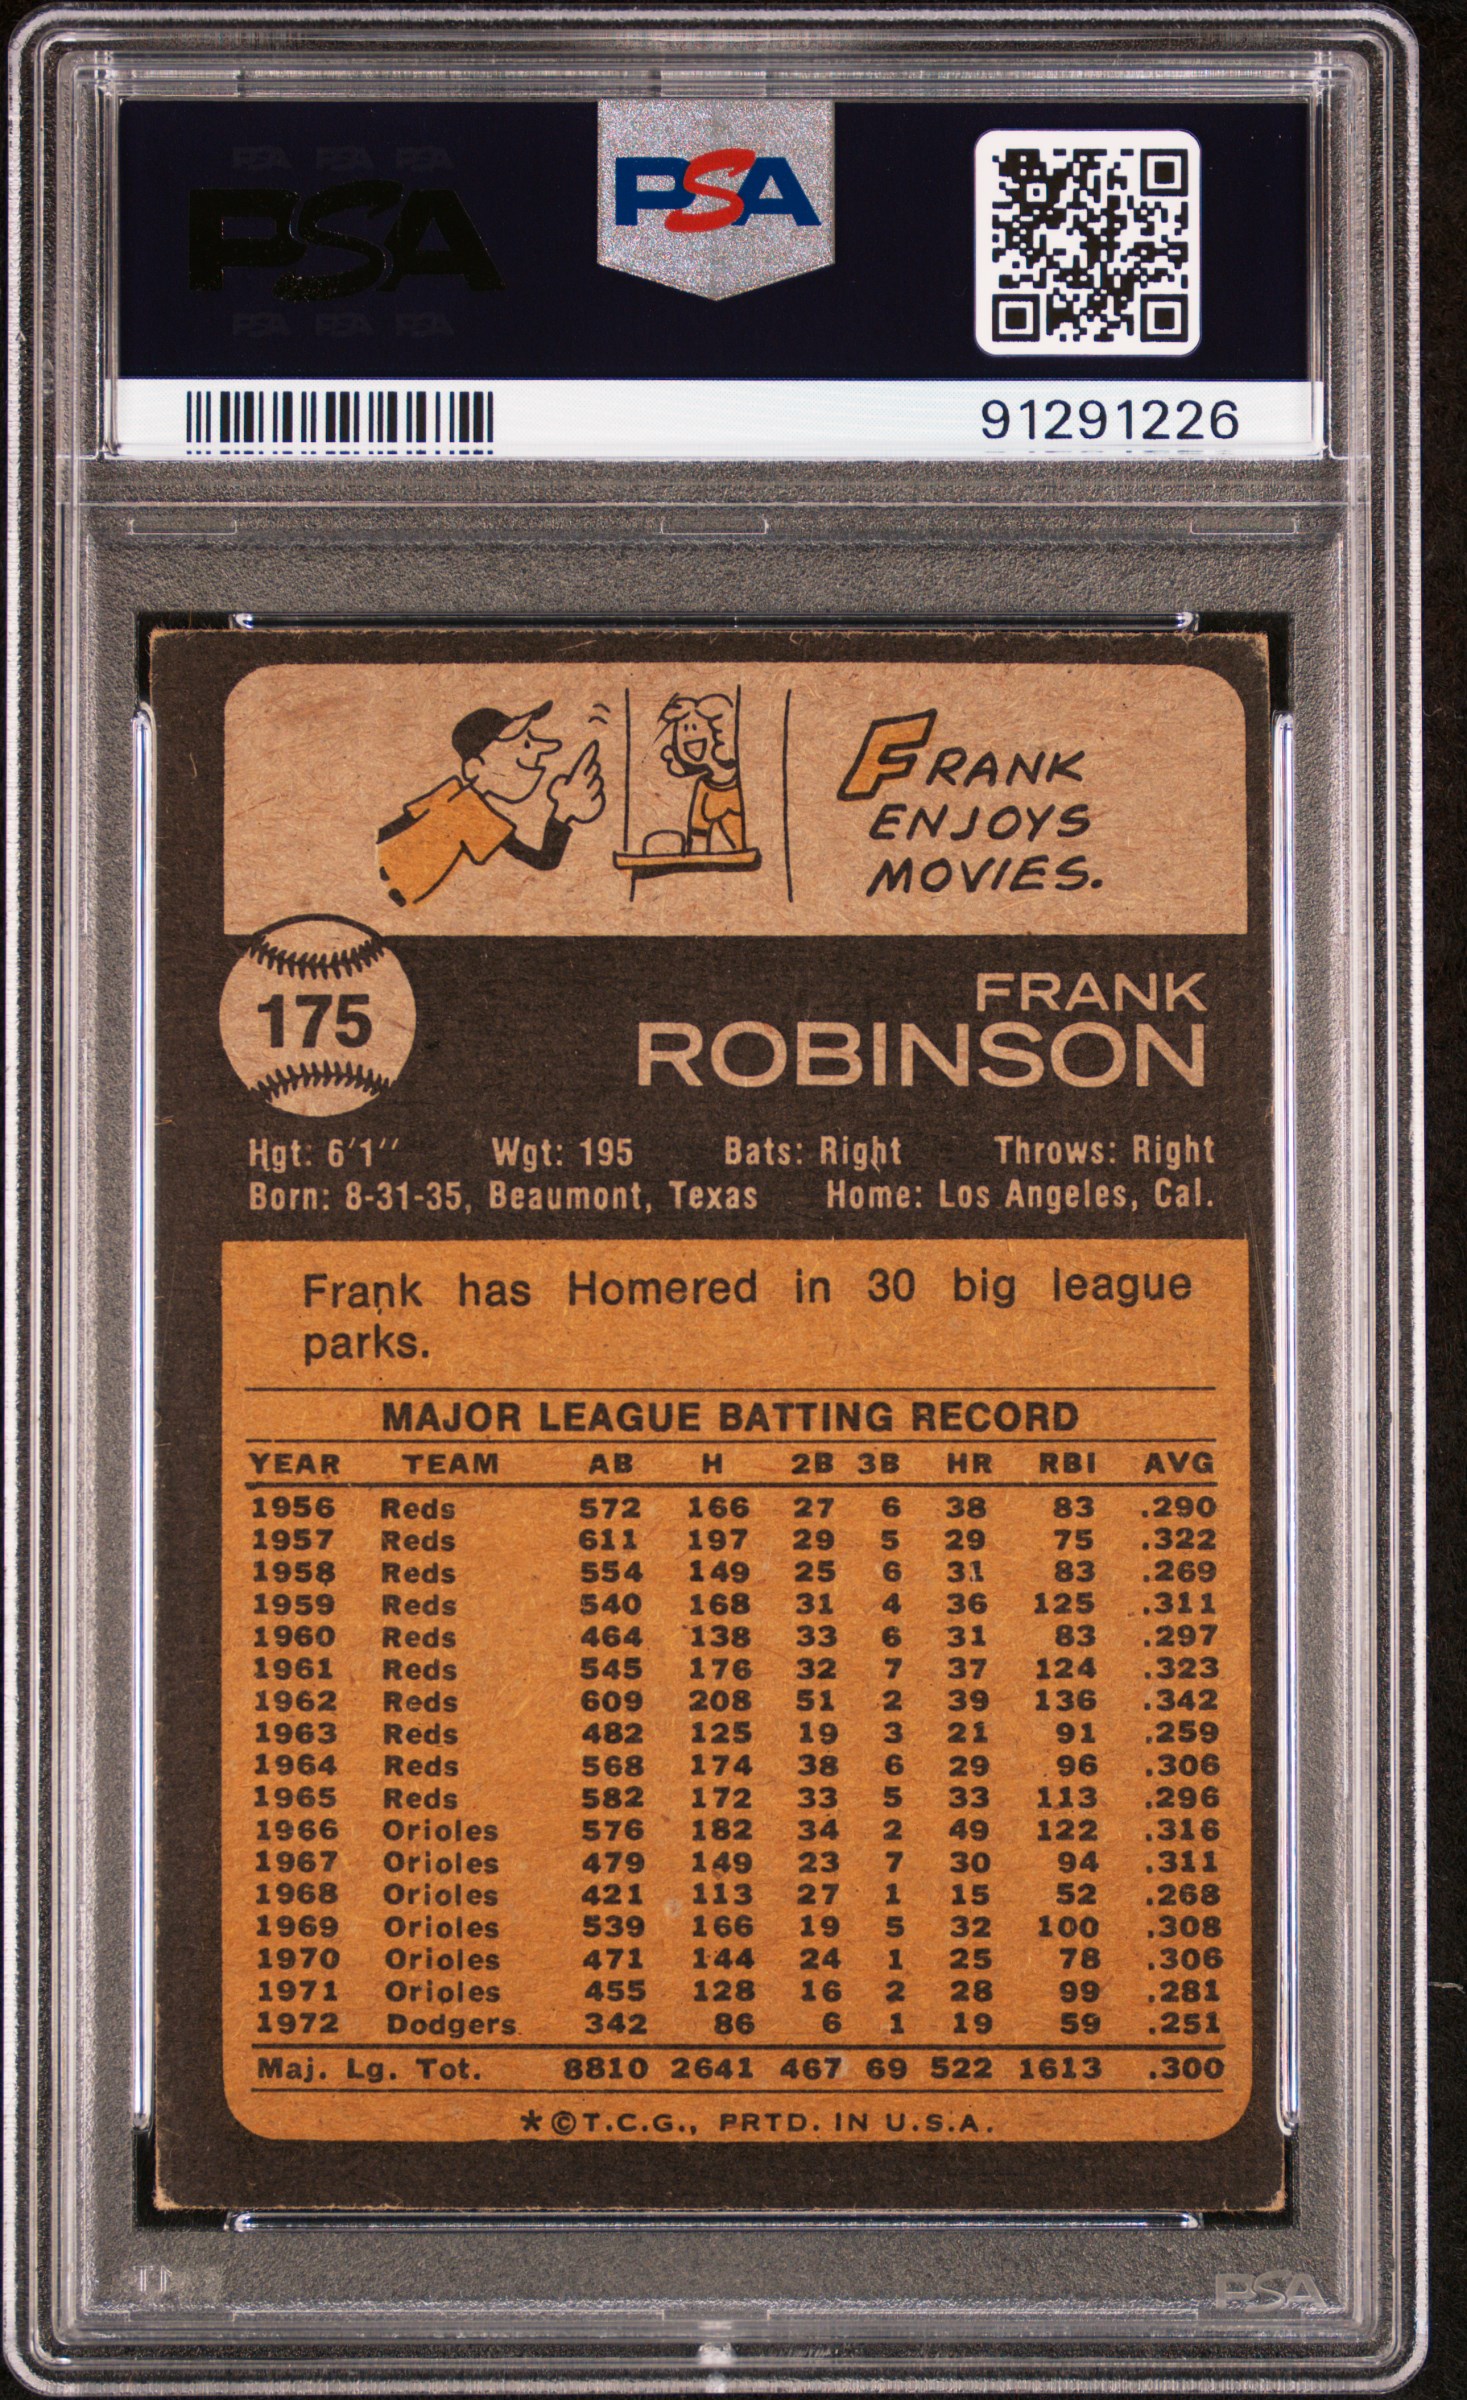 PSA PSA PSA
PSA
PSA PSA PSA
PSA
91291226
FRANK
ENJOYS
MOVIES.
175
FRANK
ROBINSON
Hgt: 6'1'' Wgt: 195 Bats: Right Throws: Right
Born: 8-31-35, Beaumont, Texas Home: Los Angeles, Cal.
Frank has Homered in 30 big league
parks.
MAJOR LEAGUE BATTING RECORD
YEAR TEAM AB H 2B 3B HR RBI AVG
1956 Reds 572 166 27 6 38 83 .290
1957 Reds 611 197 29 5 29 75 .322
1958 Reds 554 149 25 6 31 83 .269
1959 Reds 540 168 31 4 36 125 .311
1960 Reds 464 138 33 6 31 83 .297
1961 Reds 545 176 32 7 37 124 .323
1962 Reds 609 208 51 2 39 136 .342
1963 Reds 482 125 19 3 21 91 .259
1964 Reds 568 174 38 6 29 96 .306
1965 Reds 582 172 33 5 33 113 .296
1966 Orioles 576 182 34 2 49 122 .316
1967 Orioles 479 149 23 7 30 94 .311
1968 Orioles 421 113 27 1 15 52 .268
1969 Orioles 539 166 19 5 32 100 .308
1970 Orioles 471 144 24 1 25 78 .306
1971 Orioles 455 128 16 2 28 99 .281
1972 Dodgers 342 86 6 1 19 59 .251
Maj. Lg. Tot. 8810 2641 467 69 522 1613 .300
*©T.C.G., PRTD. IN U.S.A.
PSA